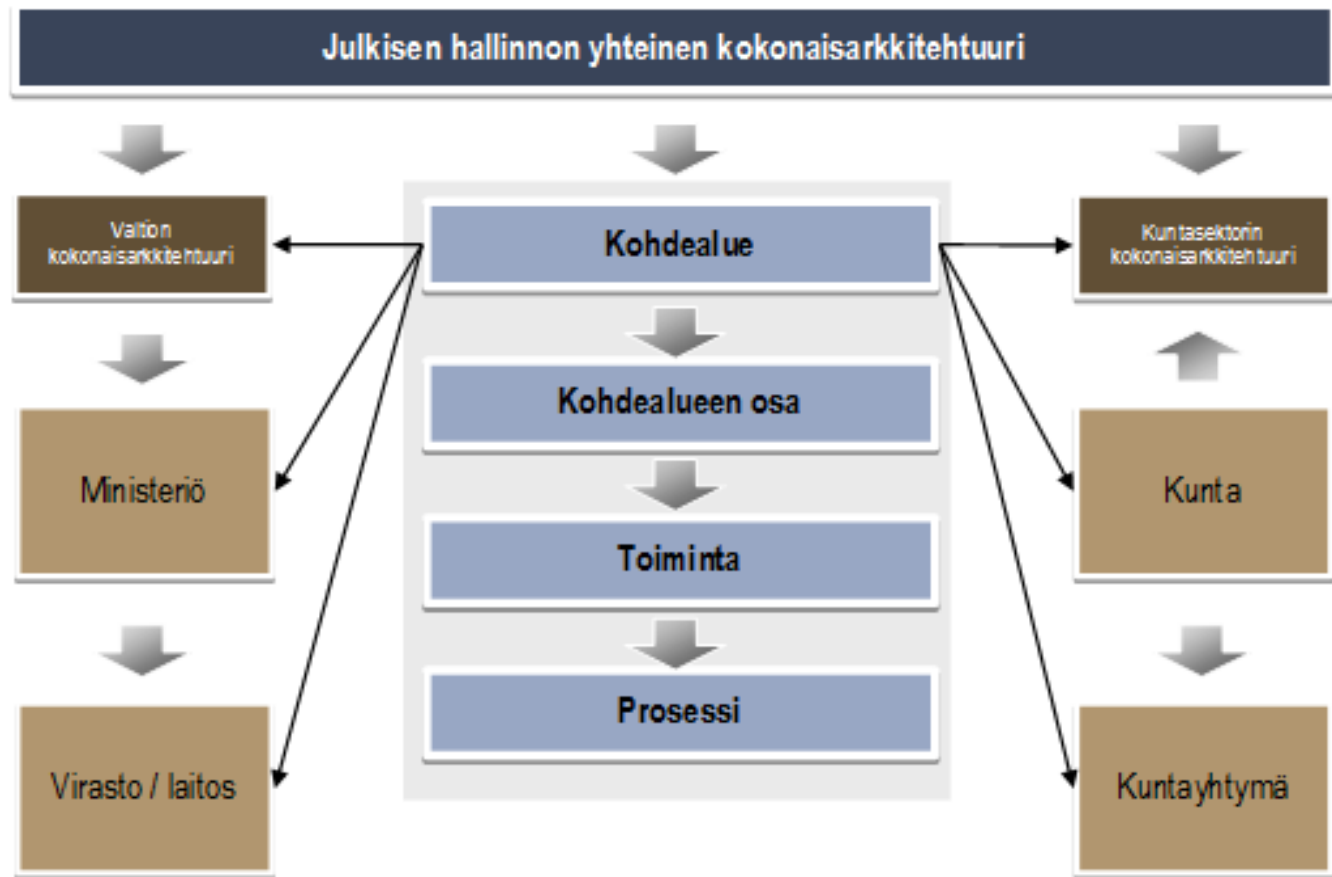 Julkisen hallinnon yhteinen kokonaisarkkitehtuuri
Valtion
kokonaisarkkitehtuuri
Kohdealue
Kuntasektorin
kokonaisarkkitehtuuri
Kohdealueen osa
Ministeriö
Kunta
Toiminta
Prosessi
Virasto / laitos
Kuntayhtymä